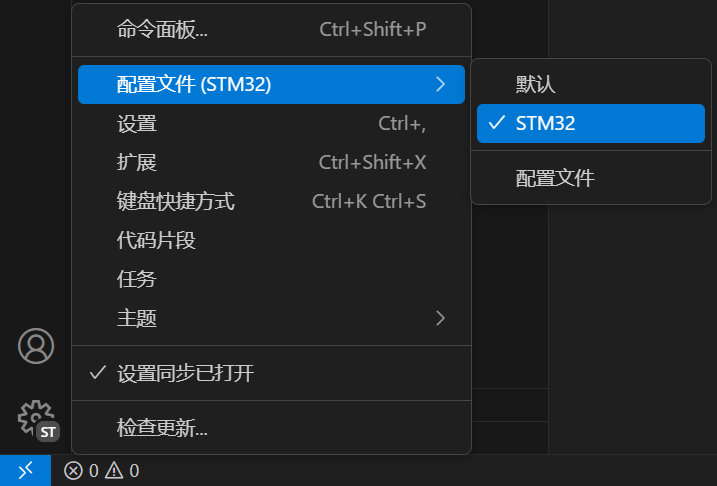 命令面板... Ctrl+Shift+P
配置文件 (STM32)
设置 Ctrl+,
扩展 Ctrl+Shift+X
键盘快捷方式 Ctrl+K Ctrl+S
代码片段
任务
主题
设置同步已打开
检查更新...
默认
STM32
配置文件
ST
0 0